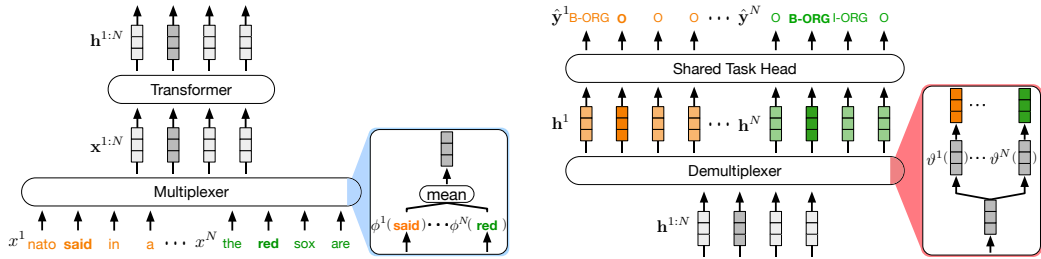 h^{1:N}
Transformer
x^{1:N}
Multiplexer
x^1 nato said in a ··· x^N the red sox are
mean
ϕ^1(said)···ϕ^N(red)
ŷ^1 B-ORG O O O ··· ŷ^N O B-ORG I-ORG O
Shared Task Head
h^1 ··· h^N
Demultiplexer
h^{1:N}
···
ϑ^1( )···ϑ^N( )